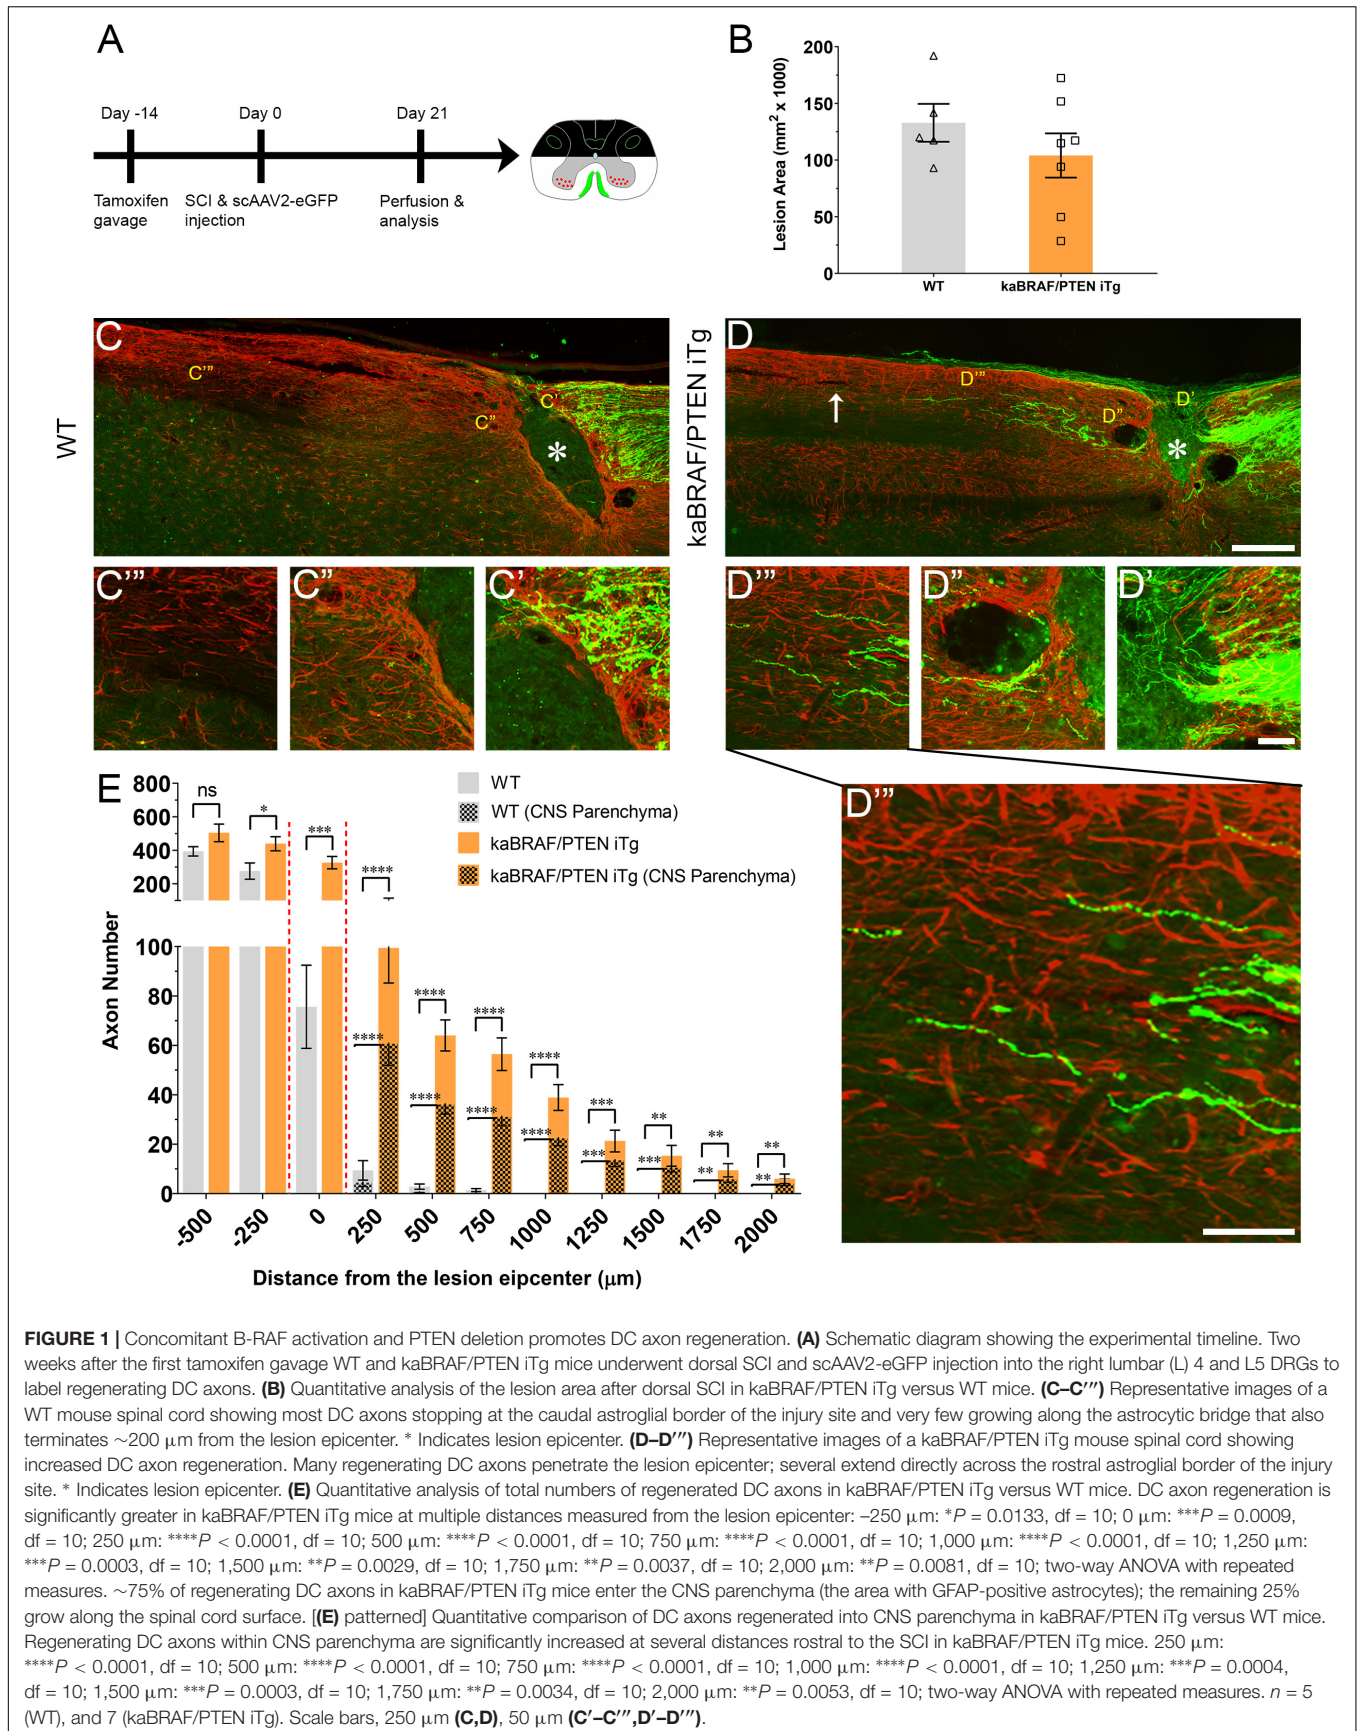 A
Day -14
Day 0
Day 21
Tamoxifen
gavage
SCI & scAAV2-eGFP
injection
Perfusion &
analysis
B
Lesion Area (mm² x 1000)
200
150
100
50
0
WT
kaBRAF/PTEN iTg
WT
C
C'''
C''
C'
*
kaBRAF/PTEN iTg
D
D'''
D''
D'
*
C'''
C''
C'
D'''
D''
D'
E
Axon Number
800
600
400
200
100
80
60
40
20
0
ns
*
***
****
****
****
****
****
****
****
****
***
***
**
***
**
**
**
**
WT
WT (CNS Parenchyma)
kaBRAF/PTEN iTg
kaBRAF/PTEN iTg (CNS Parenchyma)
-500
-250
0
250
500
750
1000
1250
1500
1750
2000
Distance from the lesion eipcenter (μm)
D'''
FIGURE 1 | Concomitant B-RAF activation and PTEN deletion promotes DC axon regeneration. (A) Schematic diagram showing the experimental timeline. Two
weeks after the first tamoxifen gavage WT and kaBRAF/PTEN iTg mice underwent dorsal SCI and scAAV2-eGFP injection into the right lumbar (L) 4 and L5 DRGs to
label regenerating DC axons. (B) Quantitative analysis of the lesion area after dorsal SCI in kaBRAF/PTEN iTg versus WT mice. (C–C′′′) Representative images of a
WT mouse spinal cord showing most DC axons stopping at the caudal astroglial border of the injury site and very few growing along the astrocytic bridge that also
terminates ∼200 μm from the lesion epicenter. * Indicates lesion epicenter. (D–D′′′) Representative images of a kaBRAF/PTEN iTg mouse spinal cord showing
increased DC axon regeneration. Many regenerating DC axons penetrate the lesion epicenter; several extend directly across the rostral astroglial border of the injury
site. * Indicates lesion epicenter. (E) Quantitative analysis of total numbers of regenerated DC axons in kaBRAF/PTEN iTg versus WT mice. DC axon regeneration is
significantly greater in kaBRAF/PTEN iTg mice at multiple distances measured from the lesion epicenter: –250 μm: *P = 0.0133, df = 10; 0 μm: ***P = 0.0009,
df = 10; 250 μm: ****P < 0.0001, df = 10; 500 μm: ****P < 0.0001, df = 10; 750 μm: ****P < 0.0001, df = 10; 1,000 μm: ****P < 0.0001, df = 10; 1,250 μm:
***P = 0.0003, df = 10; 1,500 μm: **P = 0.0029, df = 10; 1,750 μm: **P = 0.0037, df = 10; 2,000 μm: **P = 0.0081, df = 10; two-way ANOVA with repeated
measures. ∼75% of regenerating DC axons in kaBRAF/PTEN iTg mice enter the CNS parenchyma (the area with GFAP-positive astrocytes); the remaining 25%
grow along the spinal cord surface. [(E) patterned] Quantitative comparison of DC axons regenerated into CNS parenchyma in kaBRAF/PTEN iTg versus WT mice.
Regenerating DC axons within CNS parenchyma are significantly increased at several distances rostral to the SCI in kaBRAF/PTEN iTg mice. 250 μm:
****P < 0.0001, df = 10; 500 μm: ****P < 0.0001, df = 10; 750 μm: ****P < 0.0001, df = 10; 1,000 μm: ****P < 0.0001, df = 10; 1,250 μm: ***P = 0.0004,
df = 10; 1,500 μm: ***P = 0.0003, df = 10; 1,750 μm: **P = 0.0034, df = 10; 2,000 μm: **P = 0.0053, df = 10; two-way ANOVA with repeated measures. n = 5
(WT), and 7 (kaBRAF/PTEN iTg). Scale bars, 250 μm (C,D), 50 μm (C′–C′′′,D′–D′′′).